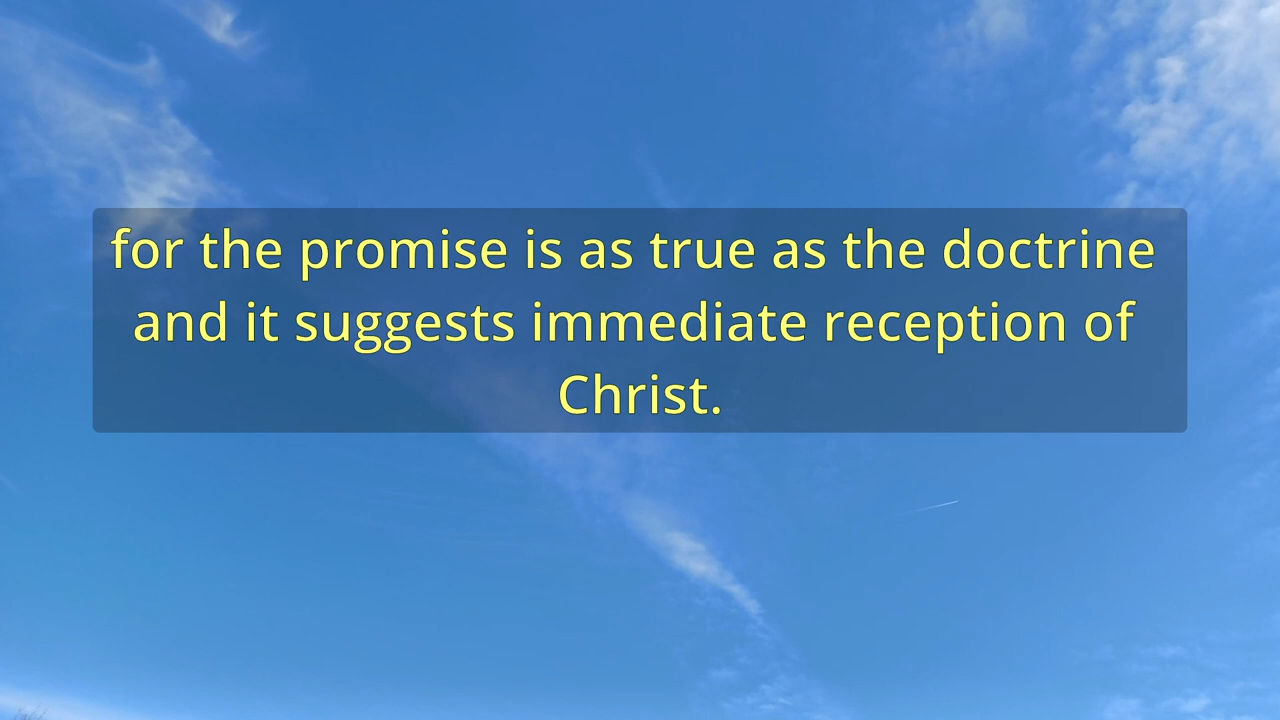 for the promise is as true as the doctrine
and it suggests immediate reception of
Christ.